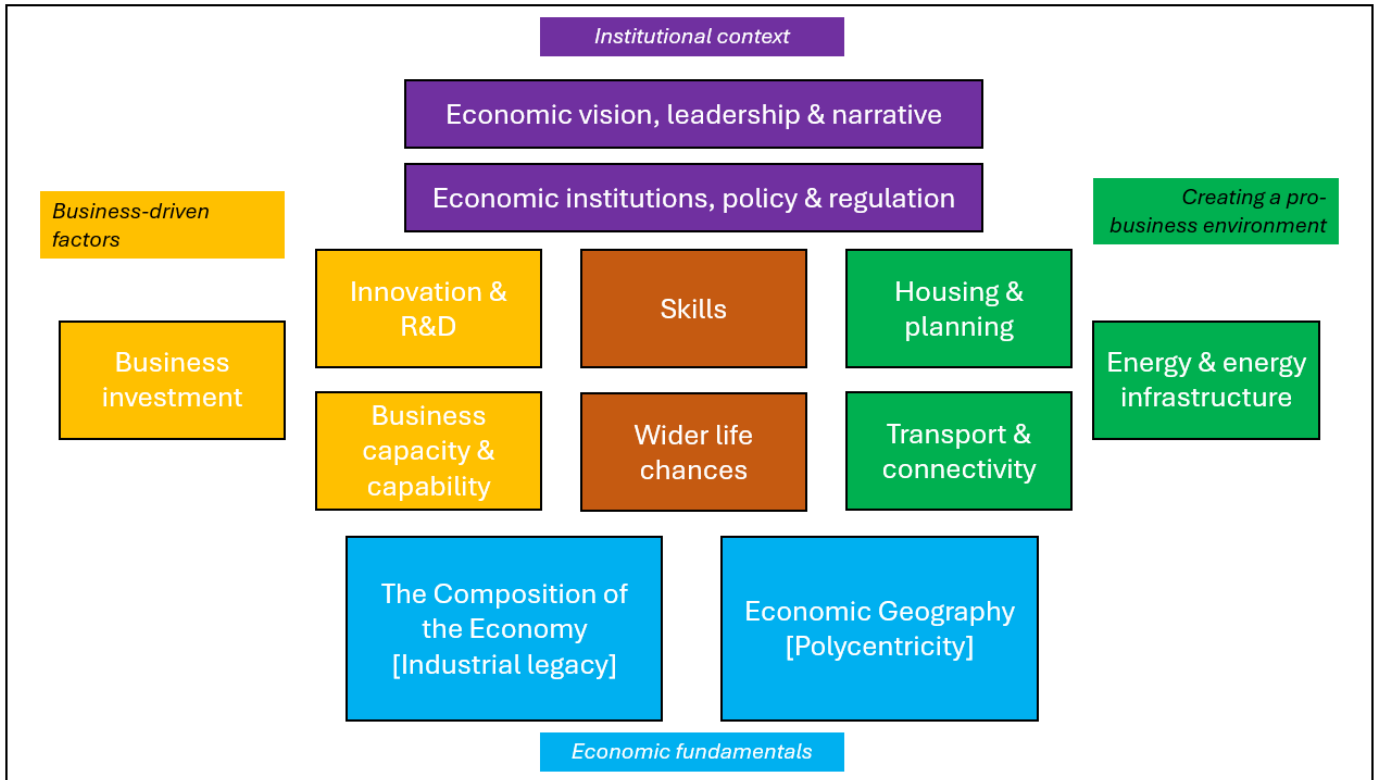 Institutional context
Economic vision, leadership & narrative
Economic institutions, policy & regulation
Business-driven
factors
Creating a pro-
business environment
Innovation &
R&D
Skills
Housing &
planning
Business
investment
Energy & energy
infrastructure
Business
capacity &
capability
Wider life
chances
Transport &
connectivity
The Composition of
the Economy
[Industrial legacy]
Economic Geography
[Polycentricity]
Economic fundamentals